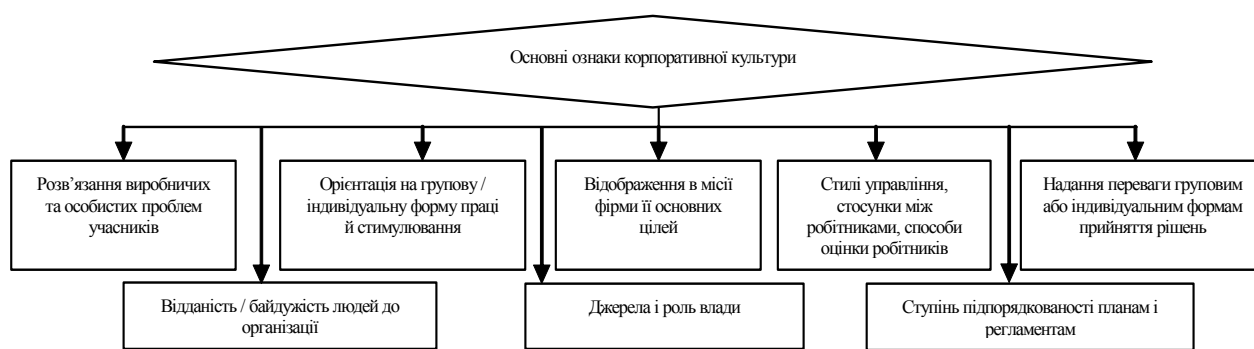 Основні ознаки корпоративної культури
Розв’язання виробничих
та особистих проблем
учасників
Орієнтація на групову /
індивідуальну форму праці
й стимулювання
Відображення в місії
фірми її основних
цілей
Стилі управління,
стосунки між
робітниками, способи
оцінки робітників
Надання переваги груповим
або індивідуальним формам
прийняття рішень
Відданість / байдужість людей до
організації
Джерела і роль влади
Ступінь підпорядкованості планам і
регламентам